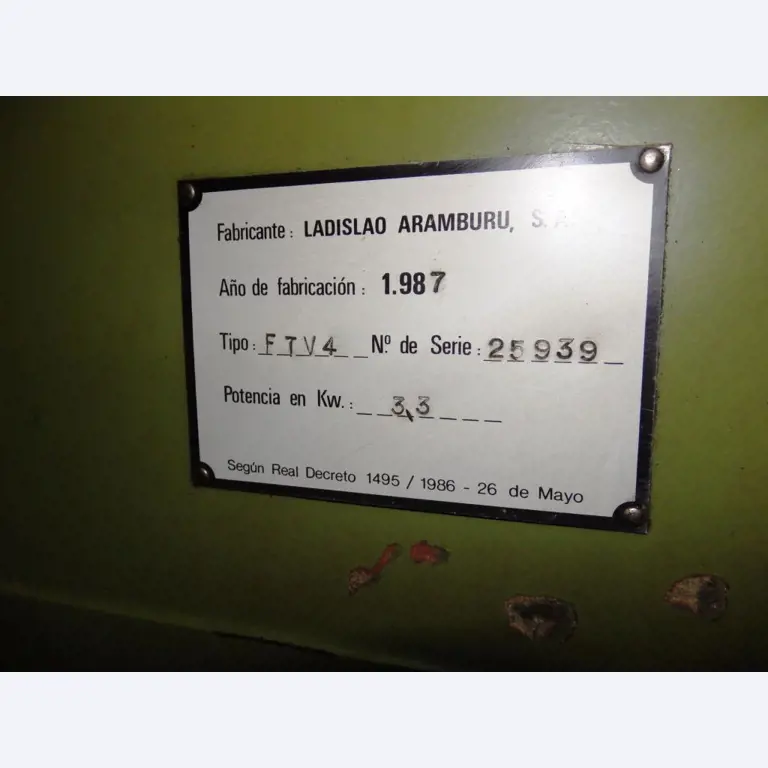 Fabricante: LADISLAO ARAMBURU, S.A.
Año de fabricación: 1.987
Tipo: FTV4 Nº de Serie: 25939
Potencia en Kw.: 3,3
Según Real Decreto 1495 / 1986 - 26 de Mayo